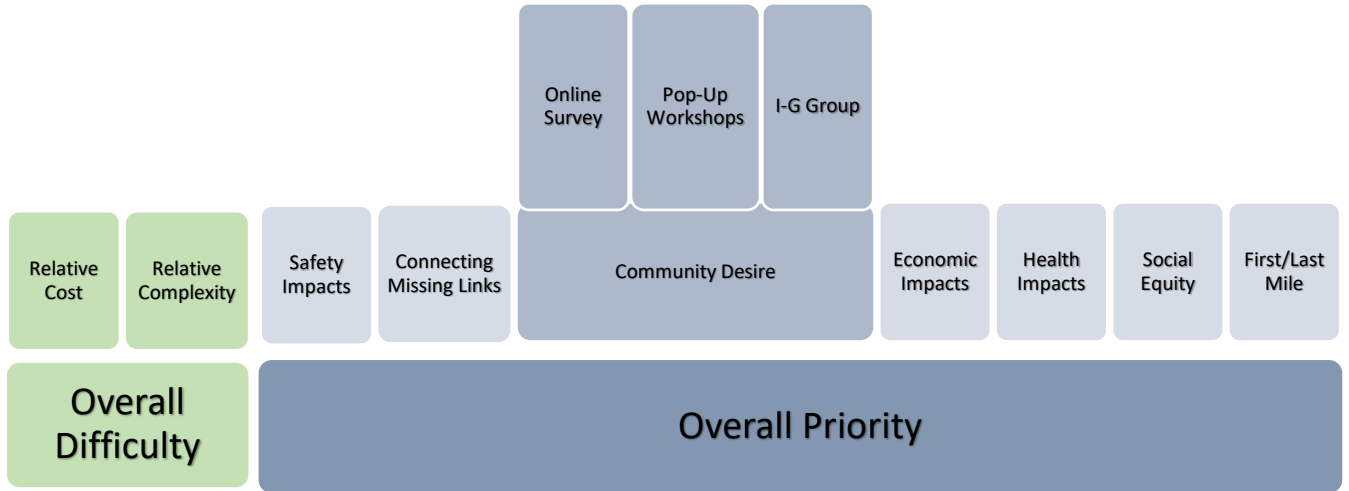 Online
Survey
Pop-Up
Workshops
I-G Group
Relative
Cost
Relative
Complexity
Safety
Impacts
Connecting
Missing Links
Community Desire
Economic
Impacts
Health
Impacts
Social
Equity
First/Last
Mile
Overall
Difficulty
Overall Priority